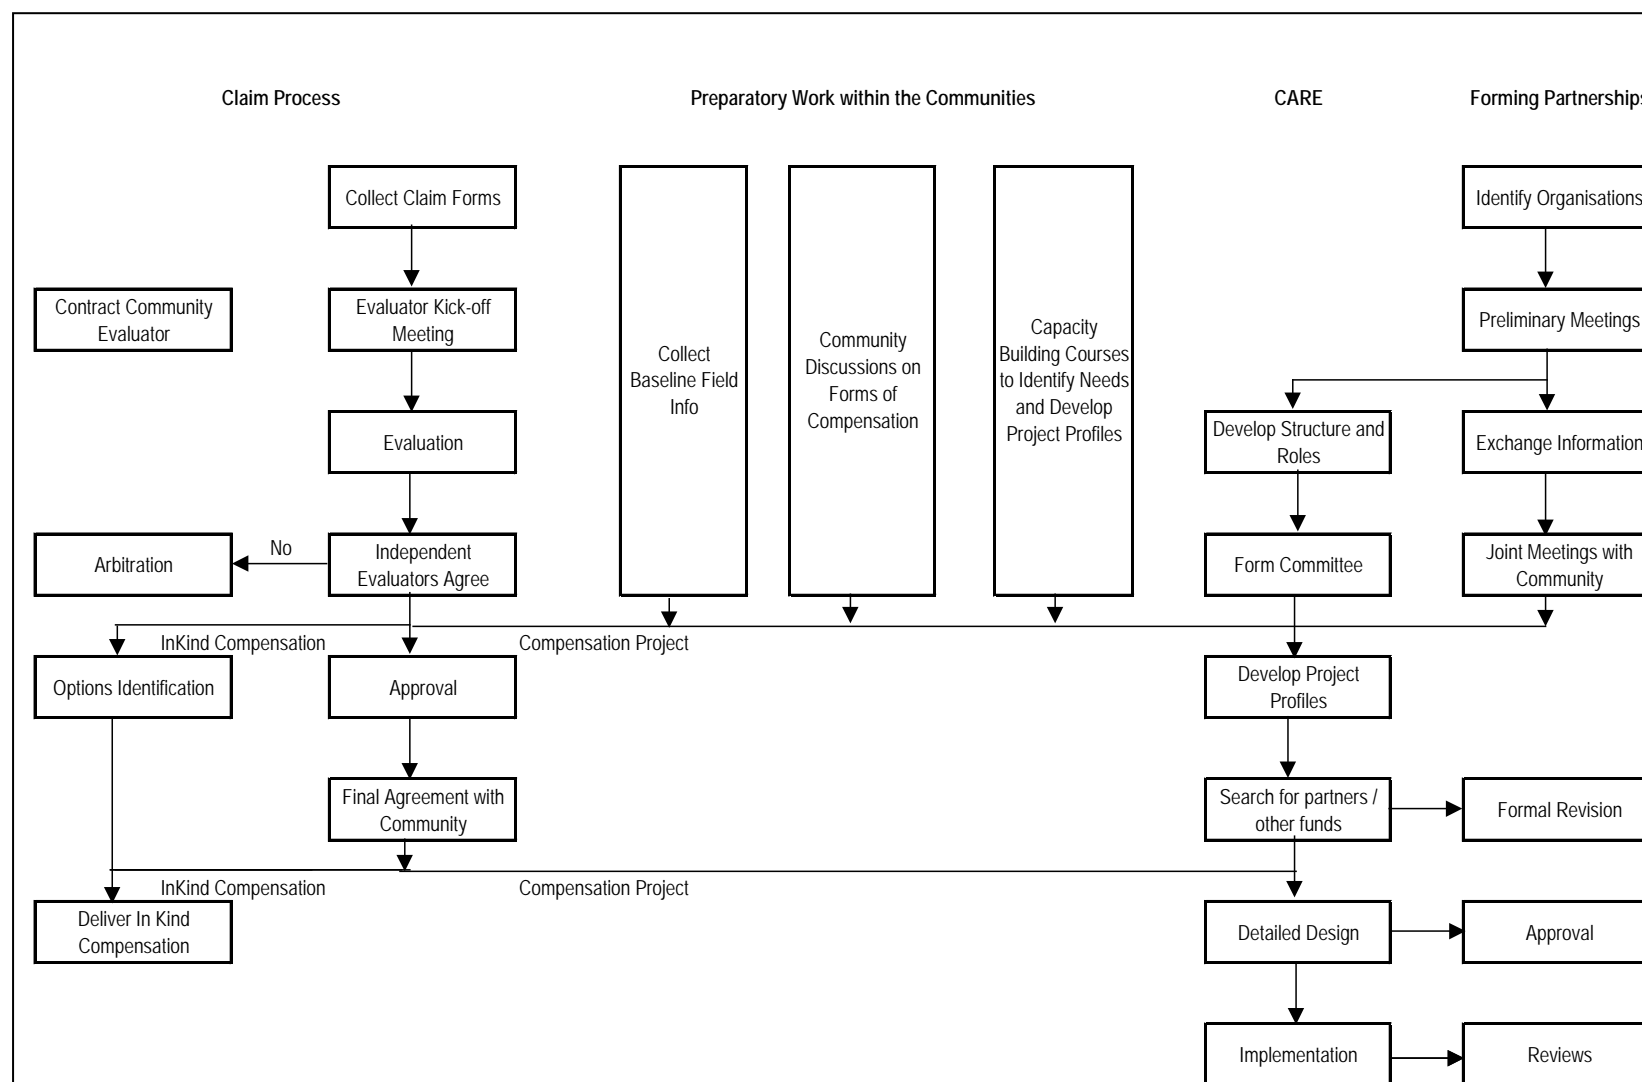 Claim Process
Preparatory Work within the Communities
CARE
Forming Partnerships
Collect Claim Forms
Identify Organisations
Contract Community
Evaluator
Evaluator Kick-off
Meeting
Collect
Baseline Field
Info
Community
Discussions on
Forms of
Compensation
Capacity
Building Courses
to Identify Needs
and Develop
Project Profiles
Preliminary Meetings
Evaluation
Develop Structure and
Roles
Exchange Information
Arbitration
No
Independent
Evaluators Agree
Form Committee
Joint Meetings with
Community
InKind Compensation
Compensation Project
Options Identification
Approval
Develop Project
Profiles
Final Agreement with
Community
Search for partners /
other funds
Formal Revision
InKind Compensation
Compensation Project
Deliver In Kind
Compensation
Detailed Design
Approval
Implementation
Reviews